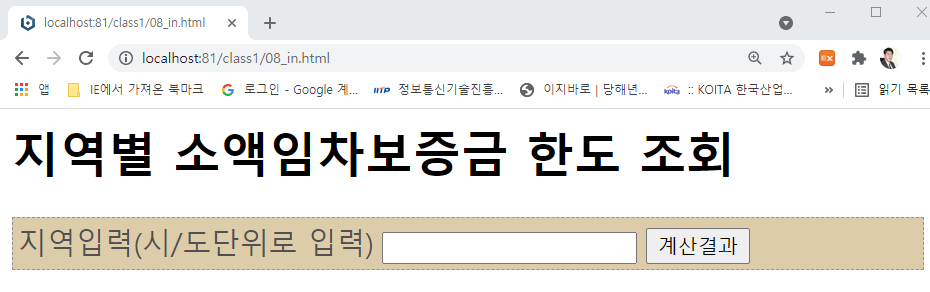 localhost:81/class1/08_in.html
localhost:81/class1/08_in.html
앱 IE에서 가져온 북마크 로그인 - Google 계... IITP 정보통신기술진흥... 이지바로 | 당해년... koita :: KOITA 한국산업... » 읽기 목록
지역별 소액임차보증금 한도 조회
지역입력(시/도단위로 입력) 계산결과